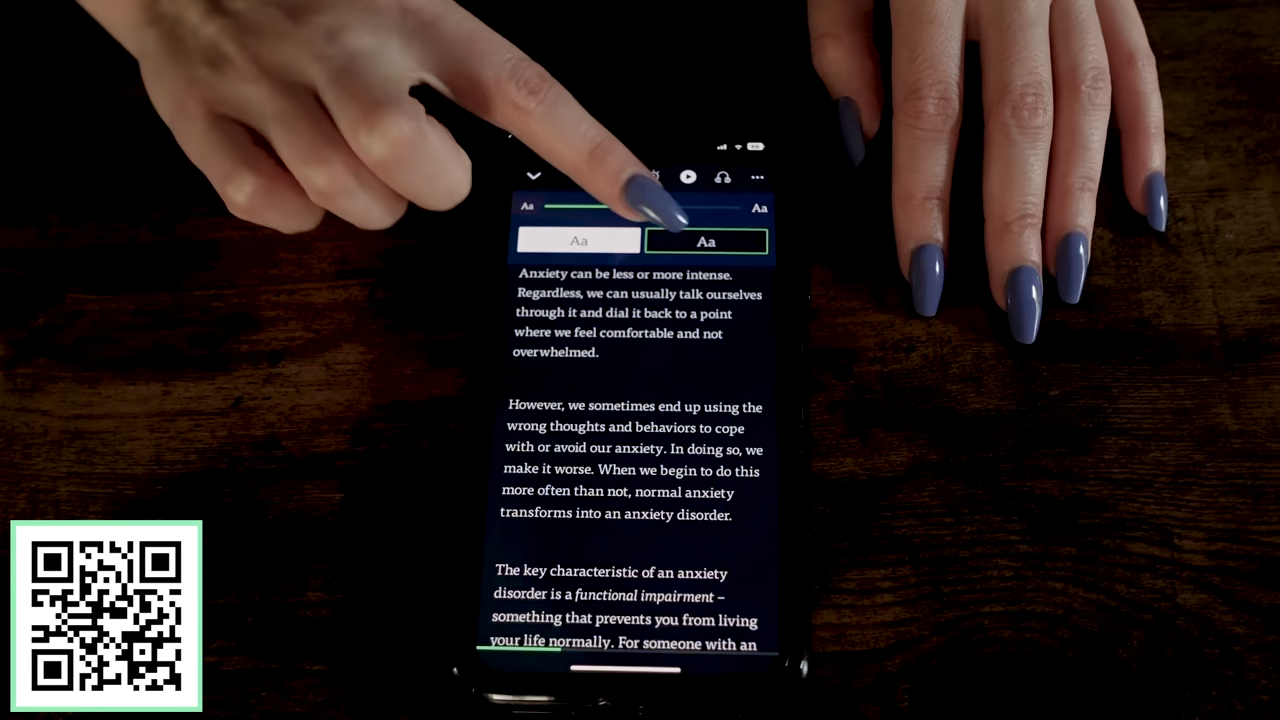 Aa
Aa
Aa
Aa
Anxiety can be less or more intense.
Regardless, we can usually talk ourselves
through it and dial it back to a point
where we feel comfortable and not
overwhelmed.
However, we sometimes end up using the
wrong thoughts and behaviors to cope
with or avoid our anxiety. In doing so, we
make it worse. When we begin to do this
more often than not, normal anxiety
transforms into an anxiety disorder.
The key characteristic of an anxiety
disorder is a functional impairment –
something that prevents you from living
your life normally. For someone with an